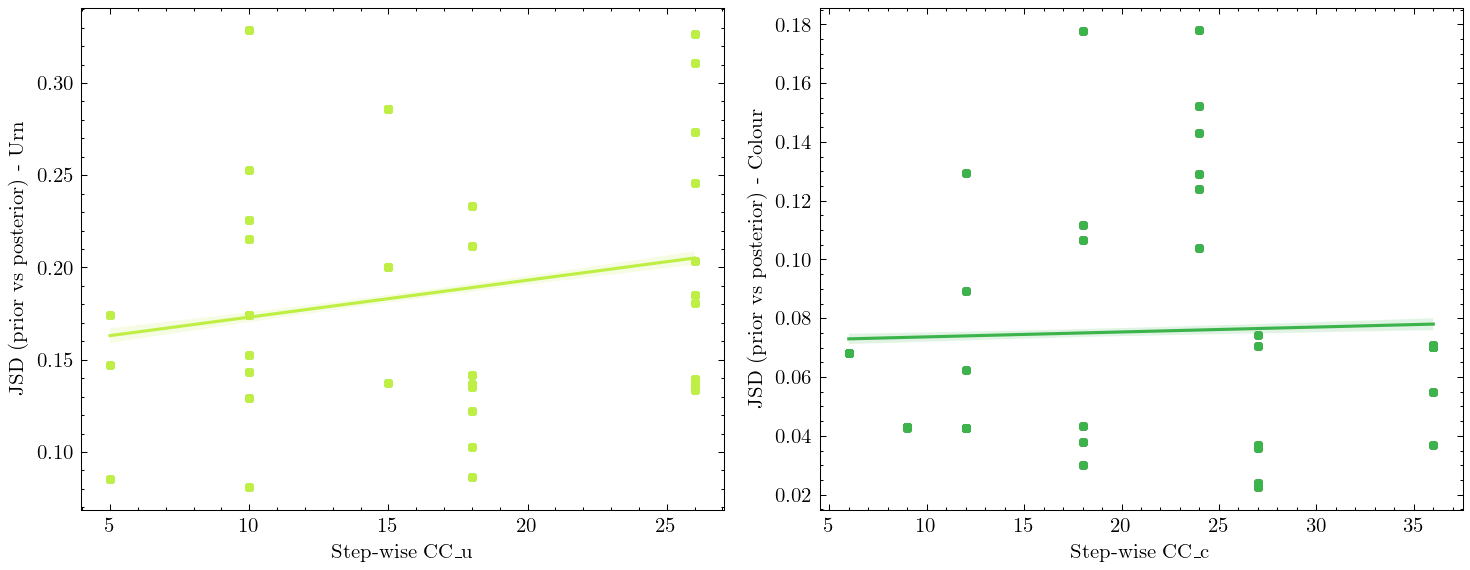 JSD (prior vs posterior) - Urn
0.30
0.25
0.20
0.15
0.10
5 10 15 20 25
Step-wise CC_u
JSD (prior vs posterior) - Colour
0.18
0.16
0.14
0.12
0.10
0.08
0.06
0.04
0.02
5 10 15 20 25 30 35
Step-wise CC_c